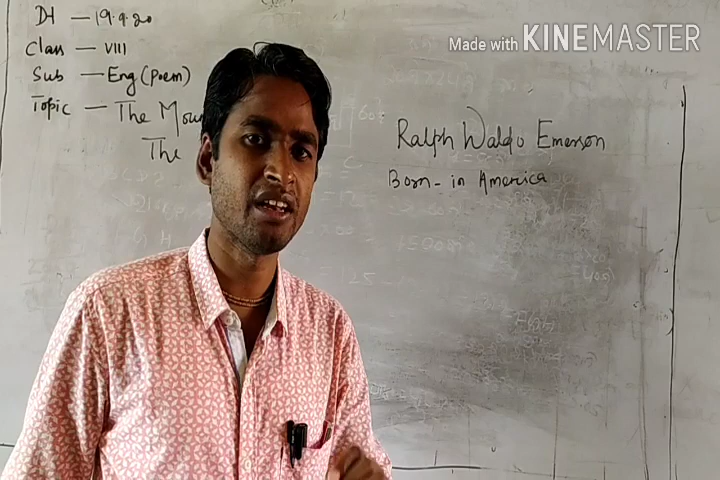 Made with KINEMASTER
Dt - 19.9.20
Class - VIII
Sub - Eng (Poem)
Topic - The
The
Ralph Waldo Emerson
Born - in America